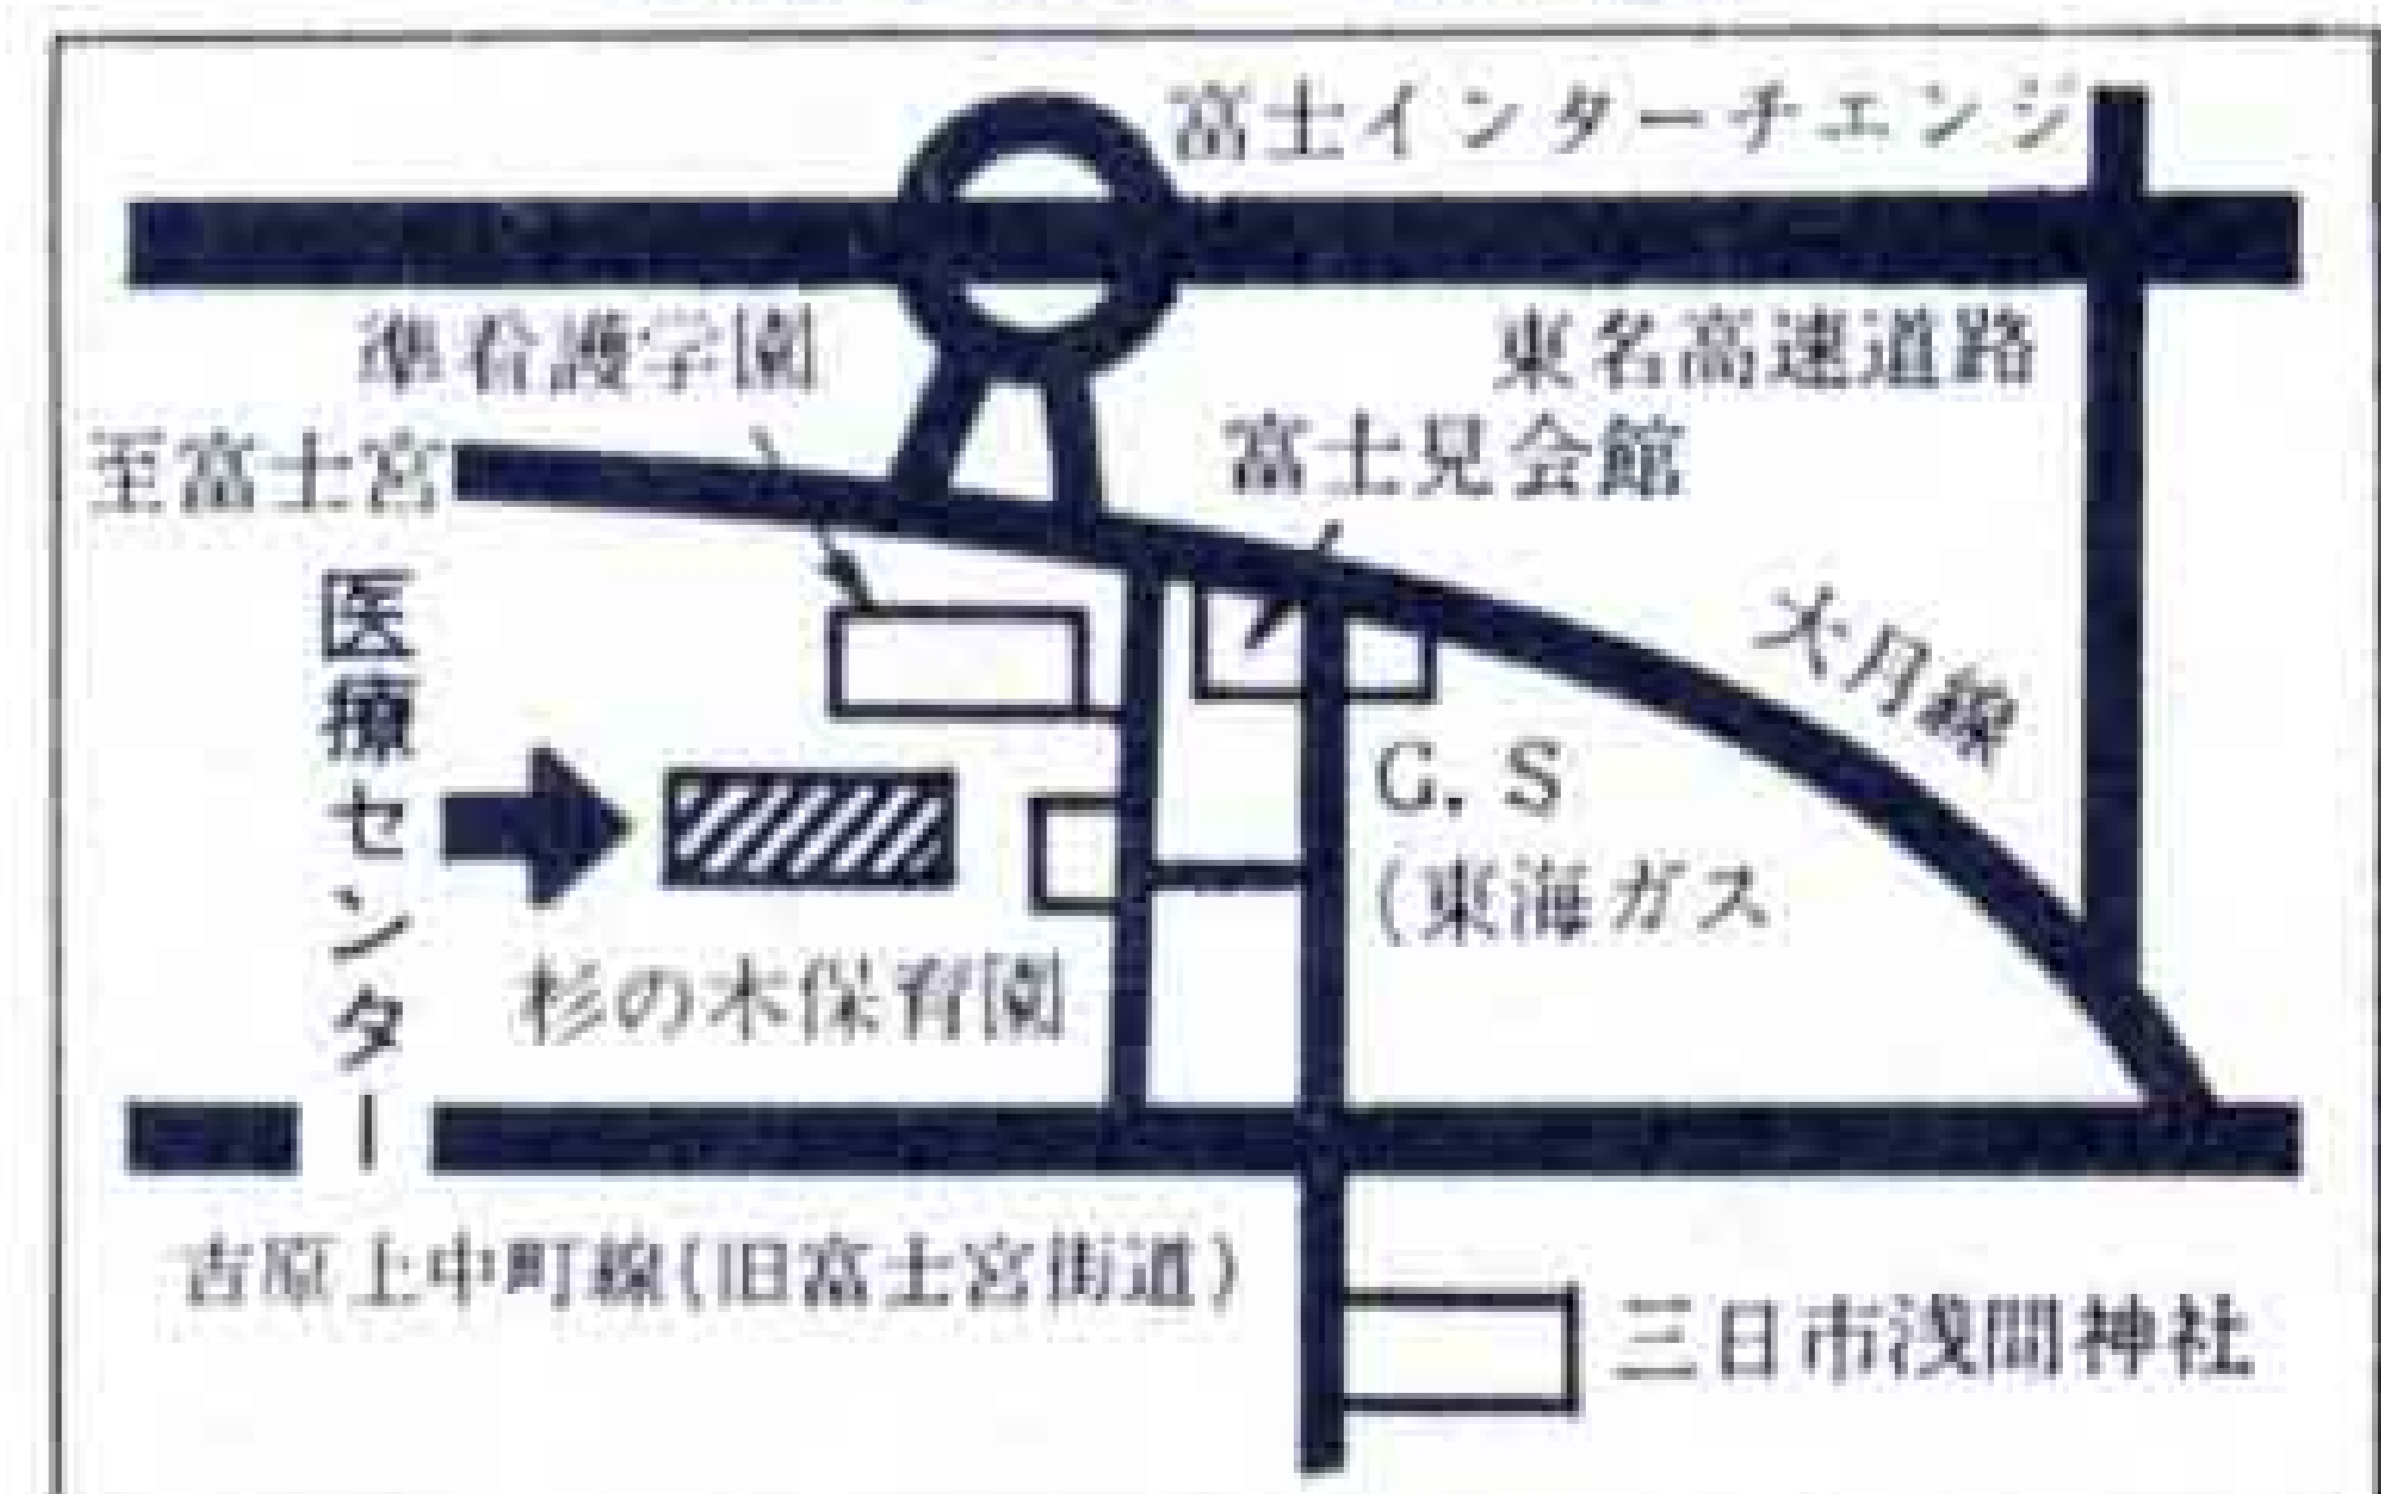 富士インターチェンジ
東名高速道路
準看護学園
富士見会館
至富士宮
大月線
医療センター
G.S
(東海ガス
杉の木保育園
吉原上中町線(旧富士宮街道)
三日市浅間神社